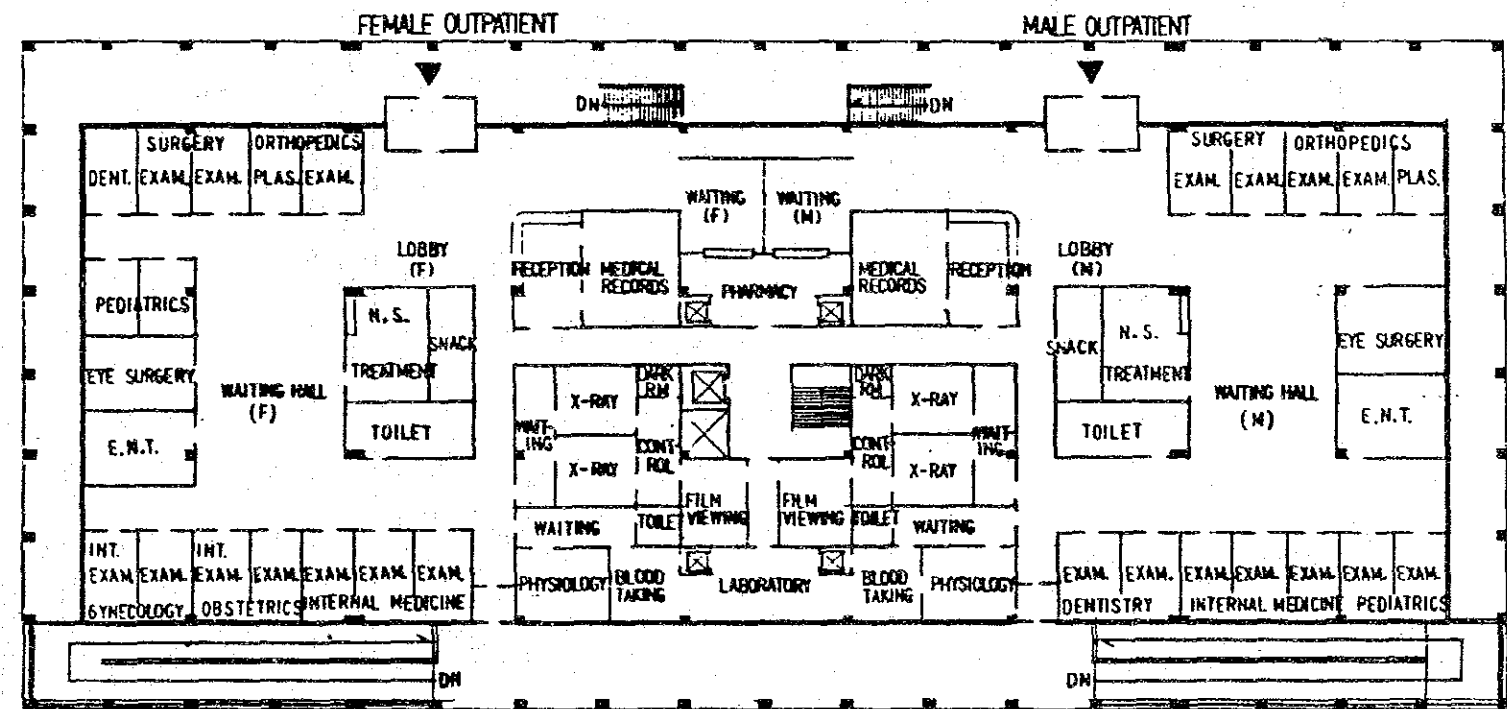 FEMALE OUTPATIENT
MALE OUTPATIENT
DN
DN
SURGERY
ORTHOPEDICS
DENT. EXAM. EXAM. PLAS. EXAM.
SURGERY
ORTHOPEDICS
EXAM. EXAM. EXAM. EXAM. PLAS.
WAITING
(F)
WAITING
(M)
LOBBY
(F)
RECEPTION
MEDICAL
RECORDS
PHARMACY
MEDICAL
RECORDS
RECEPTION
LOBBY
(M)
PEDIATRICS
EYE SURGERY
E.N.T.
WAITING HALL
(F)
N.S.
TREATMENT
SNACK
TOILET
WAIT-
ING
X-RAY
X-RAY
DARK
RM
CONT-
ROL
FILM
VIEWING
FILM
VIEWING
DARK
RM
CONT-
ROL
X-RAY
X-RAY
WAIT-
ING
SNACK
N.S.
TREATMENT
TOILET
WAITING HALL
(M)
EYE SURGERY
E.N.T.
WAITING
TOILET
TOILET
WAITING
INT.
EXAM. EXAM.
GYNECOLOGY
INT.
EXAM. EXAM.
OBSTETRICS
EXAM. EXAM. EXAM.
INTERNAL MEDICINE
PHYSIOLOGY
BLOOD
TAKING
LABORATORY
BLOOD
TAKING
PHYSIOLOGY
EXAM. EXAM. EXAM. EXAM. EXAM. EXAM. EXAM.
DENTISTRY INTERNAL MEDICINE PEDIATRICS
DN
DN